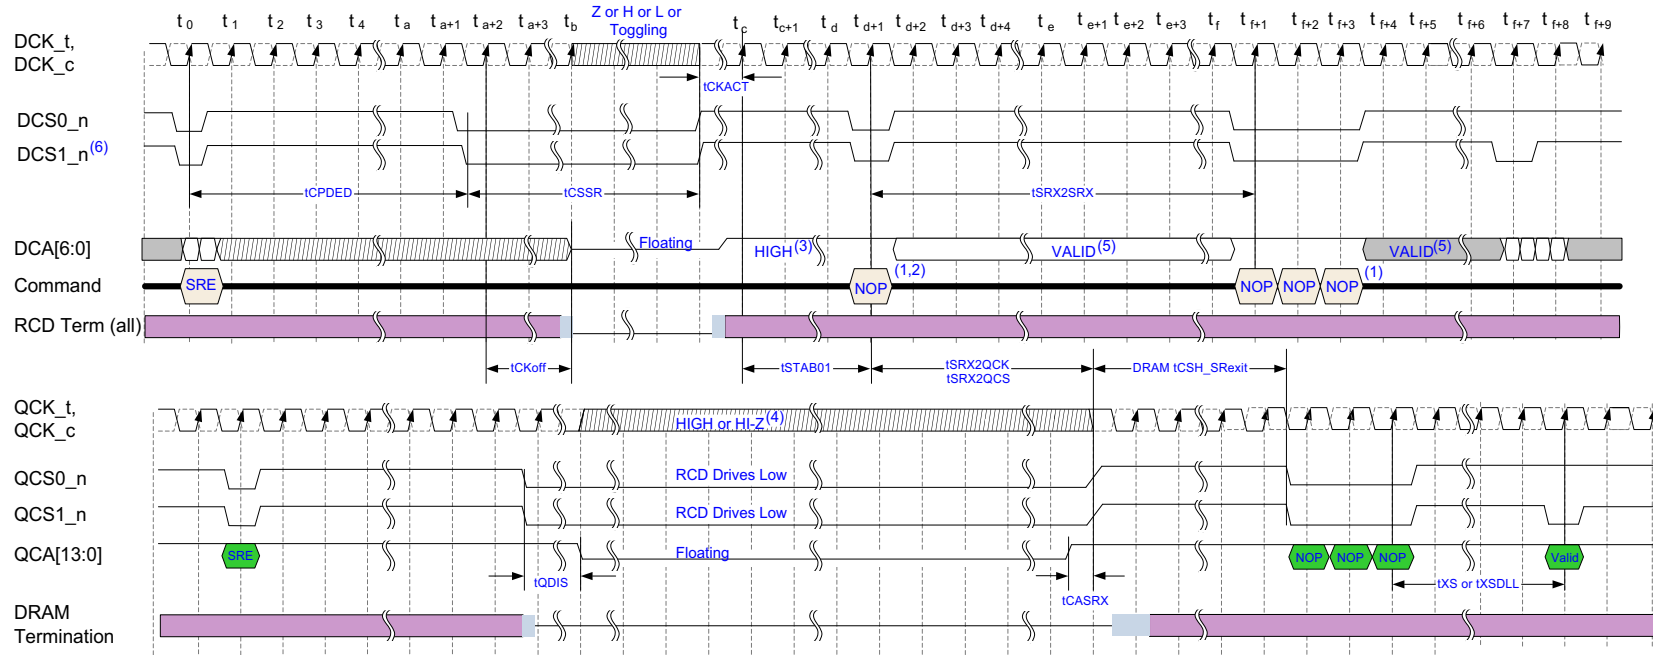 Z or H or L or
Toggling
t0 t1 t2 t3 t4 ta ta+1 ta+2 ta+3 tb tc tc+1 td td+1 td+2 td+3 td+4 te te+1 te+2 te+3 tf tf+1 tf+2 tf+3 tf+4 tf+5 tf+6 tf+7 tf+8 tf+9
DCK_t,
DCK_c
tCKACT
DCS0_n
DCS1_n(6)
tCPDED tCSSR tSRX2SRX
DCA[6:0] Floating HIGH(3) VALID(5) VALID(5)
Command SRE NOP (1,2) NOP NOP NOP (1)
RCD Term (all)
tCKoff tSTAB01 tSRX2QCK DRAM tCSH_SRexit
tSRX2QCS
QCK_t,
QCK_c
HIGH or HI-Z(4)
QCS0_n RCD Drives Low
QCS1_n RCD Drives Low
QCA[13:0] SRE Floating NOP NOP NOP Valid
tQDIS tCASRX tXS or tXSDLL
DRAM
Termination